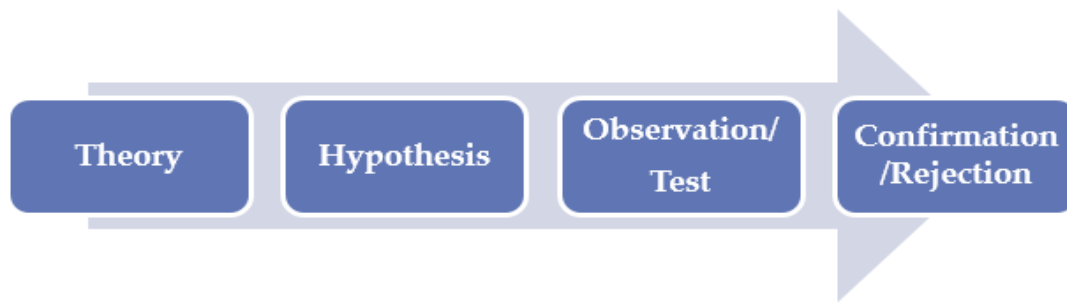 Theory
Hypothesis
Observation/
Test
Confirmation
/Rejection